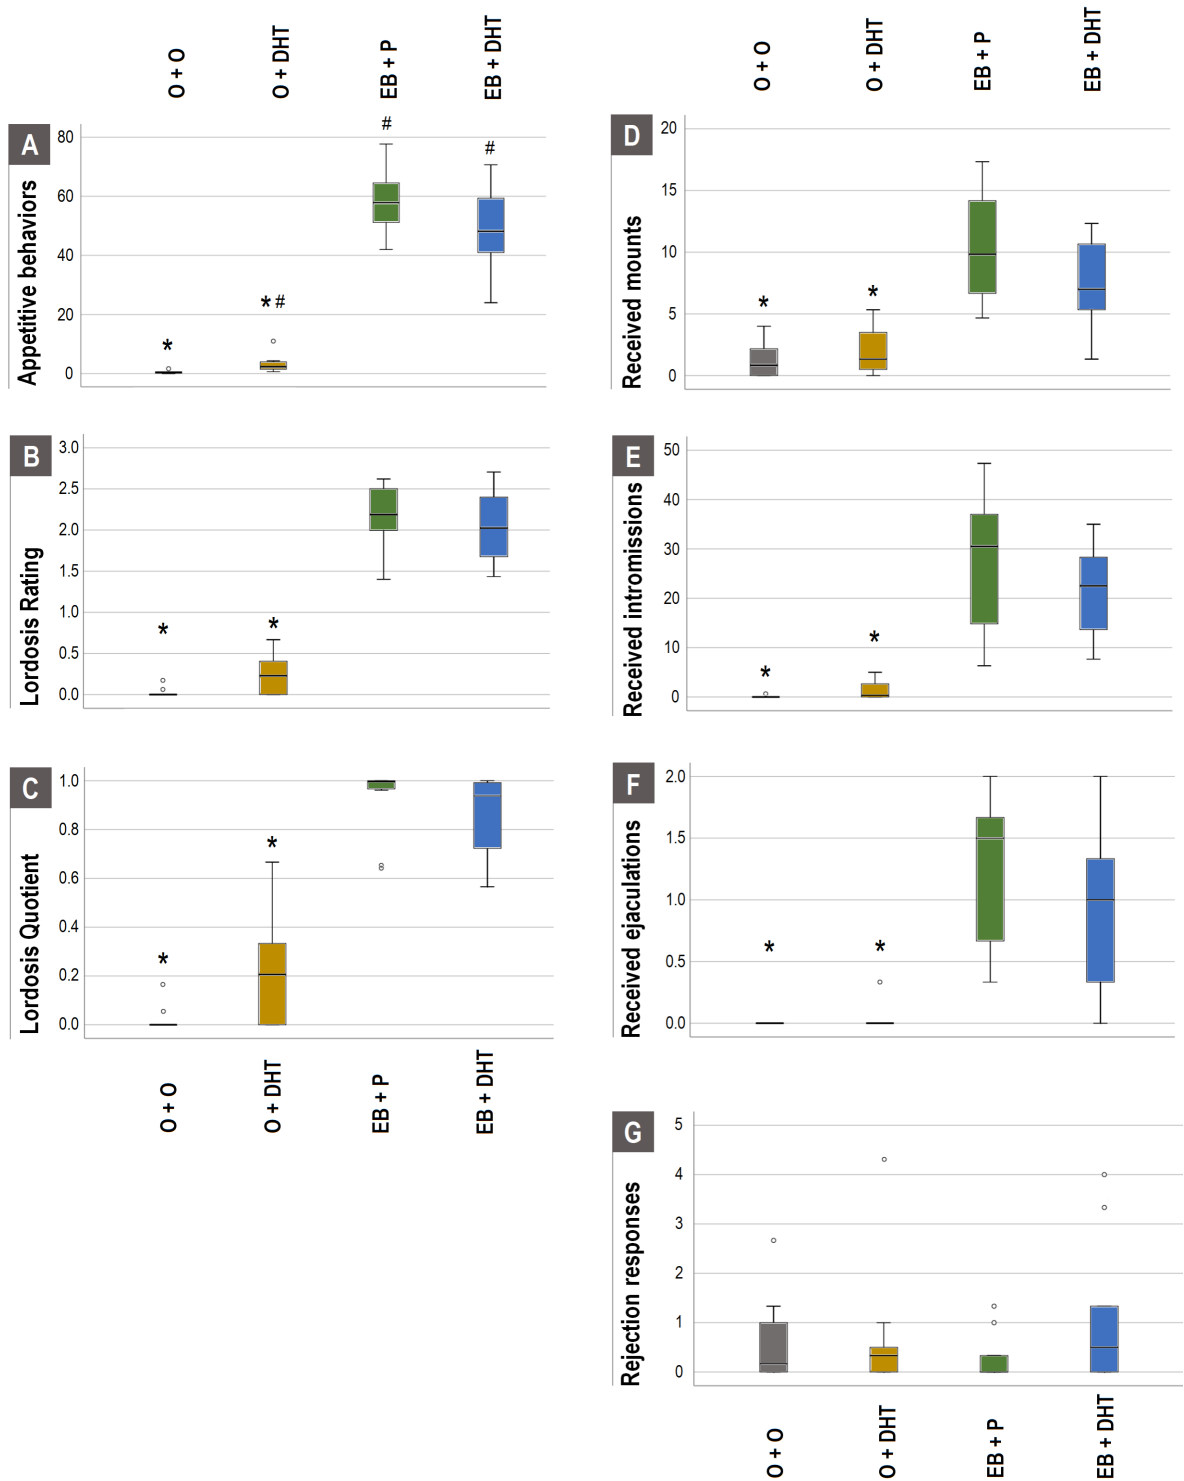 O + O
O + DHT
EB + P
EB + DHT
A
Appetitive behaviors
80
60
40
20
0
*
* #
#
#
B
Lordosis Rating
3.0
2.5
2.0
1.5
1.0
0.5
0.0
*
*
C
Lordosis Quotient
1.0
0.8
0.6
0.4
0.2
0.0
*
*
O + O
O + DHT
EB + P
EB + DHT
O + O
O + DHT
EB + P
EB + DHT
D
Received mounts
20
15
10
5
0
*
*
E
Received intromissions
50
40
30
20
10
0
*
*
F
Received ejaculations
2.0
1.5
1.0
0.5
0.0
*
*
G
Rejection responses
5
4
3
2
1
0
O + O
O + DHT
EB + P
EB + DHT